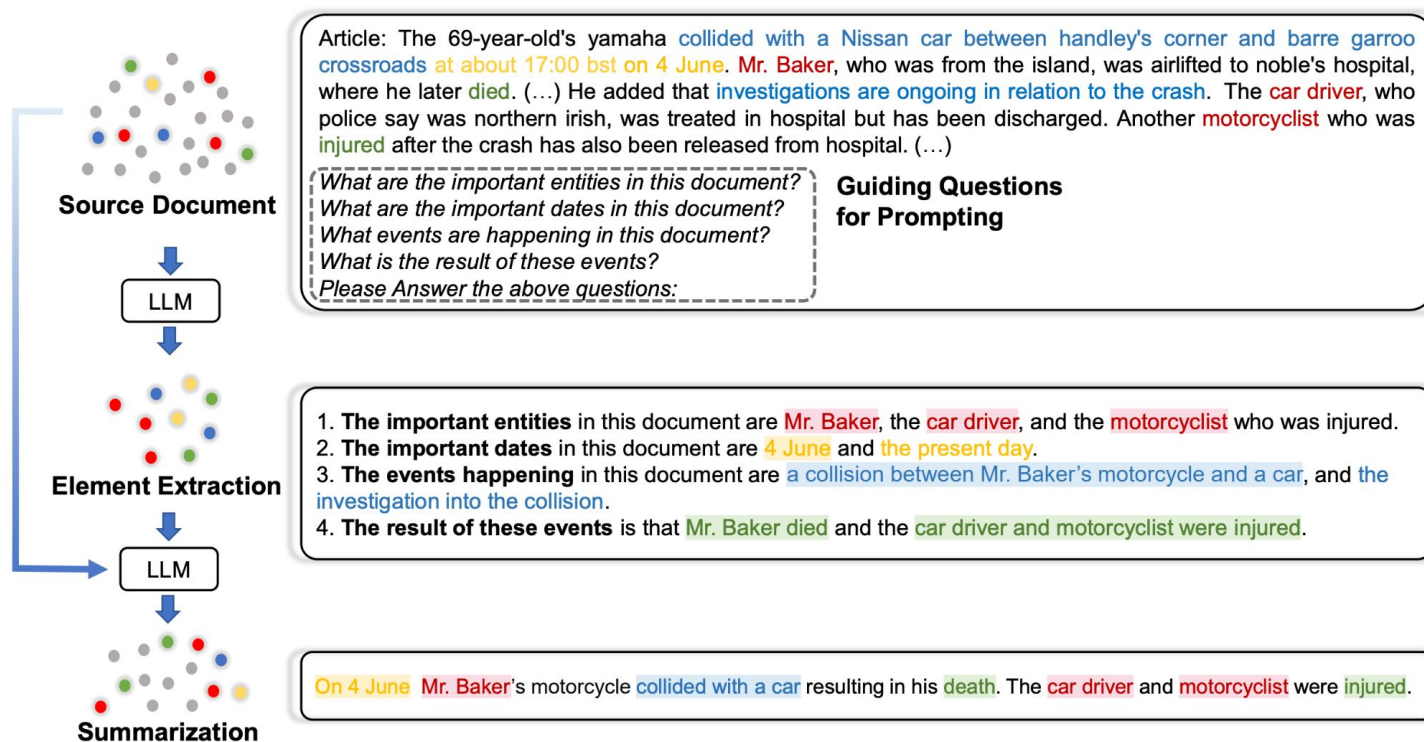 Article: The 69-year-old's yamaha collided with a Nissan car between handley's corner and barre garroo
crossroads at about 17:00 bst on 4 June. Mr. Baker, who was from the island, was airlifted to noble's hospital,
where he later died. (…) He added that investigations are ongoing in relation to the crash. The car driver, who
police say was northern irish, was treated in hospital but has been discharged. Another motorcyclist who was
injured after the crash has also been released from hospital. (…)
What are the important entities in this document?
What are the important dates in this document?
What events are happening in this document?
What is the result of these events?
Please Answer the above questions:
Guiding Questions
for Prompting
Source Document
LLM
1. The important entities in this document are Mr. Baker, the car driver, and the motorcyclist who was injured.
2. The important dates in this document are 4 June and the present day.
3. The events happening in this document are a collision between Mr. Baker's motorcycle and a car, and the
investigation into the collision.
4. The result of these events is that Mr. Baker died and the car driver and motorcyclist were injured.
Element Extraction
LLM
On 4 June Mr. Baker's motorcycle collided with a car resulting in his death. The car driver and motorcyclist were injured.
Summarization